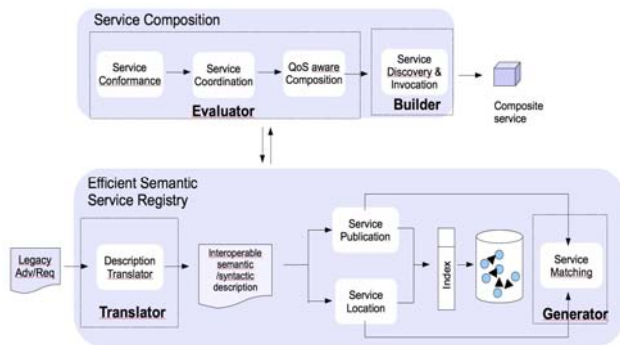 Service Composition
Service
Conformance
Service
Coordination
QoS aware
Composition
Evaluator
Service
Discovery &
Invocation
Builder
Composite
service
Efficient Semantic
Service Registry
Legacy
Adv/Req
Description
Translator
Translator
Interoperable
semantic
/syntactic
description
Service
Publication
Service
Location
Index
Service
Matching
Generator